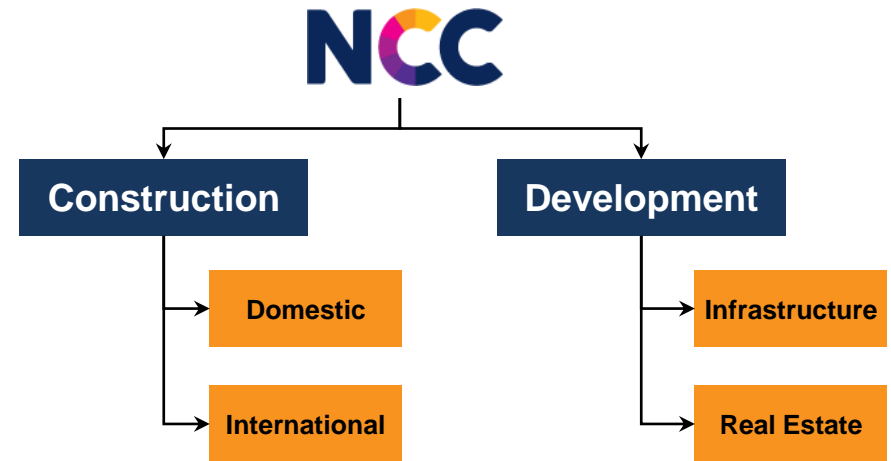 NCC
Construction
Development
Domestic
International
Infrastructure
Real Estate